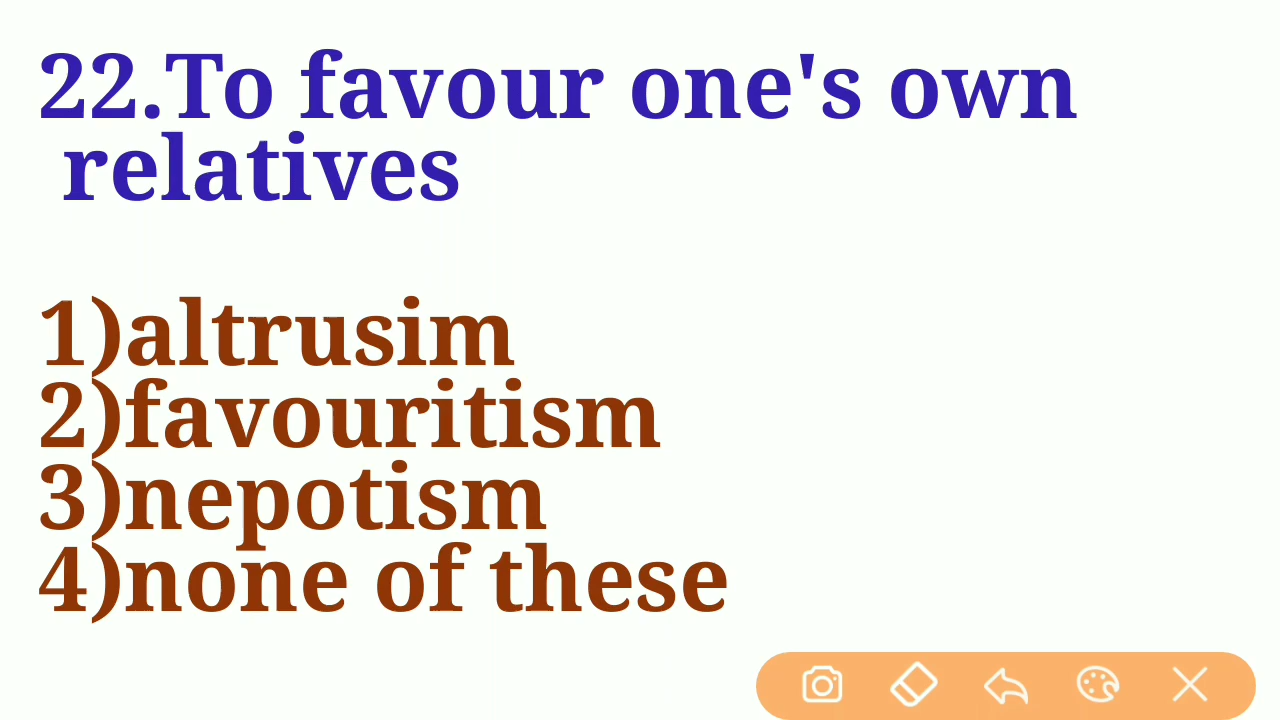 22.To favour one's own
relatives
1)altrusim
2)favouritism
3)nepotism
4)none of these